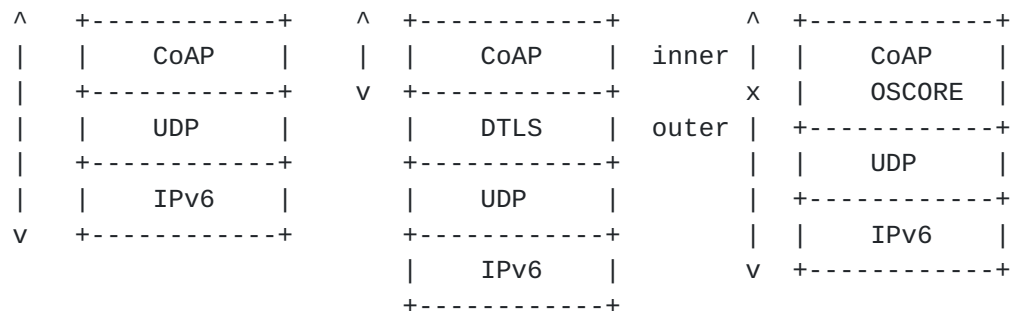 ^    +------------+    ^  +------------+         ^  +------------+
|    |    CoAP    |    |  |    CoAP    |  inner  |  |    CoAP    |
|    +------------+    v  +------------+         x  |    OSCORE  |
|    |    UDP     |       |    DTLS    |  outer  |  +------------+
|    +------------+       +------------+         |  |    UDP     |
|    |    IPv6    |       |    UDP     |         |  +------------+
v    +------------+       +------------+         |  |    IPv6    |
                          |    IPv6    |         v  +------------+
                          +------------+